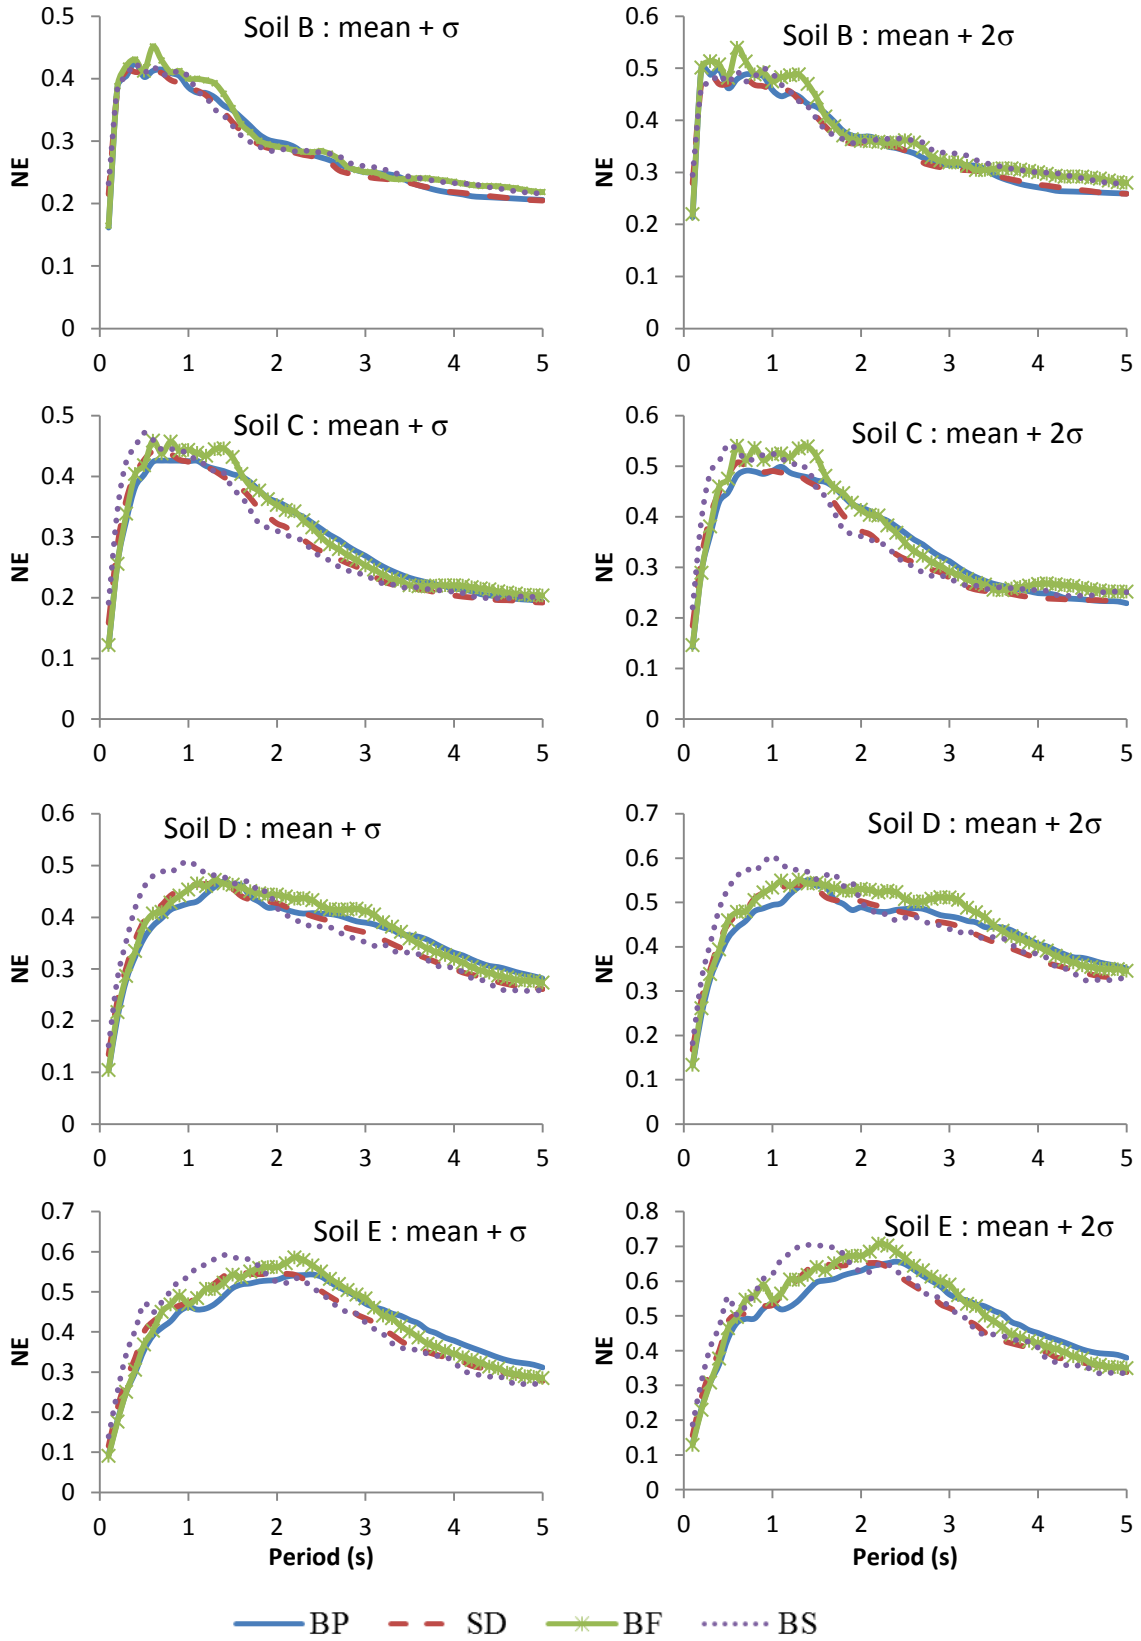 Soil B : mean + σ
NE
0.5
0.4
0.3
0.2
0.1
0
0 1 2 3 4 5
Soil B : mean + 2σ
NE
0.6
0.5
0.4
0.3
0.2
0.1
0
0 1 2 3 4 5
Soil C : mean + σ
NE
0.5
0.4
0.3
0.2
0.1
0
0 1 2 3 4 5
Soil C : mean + 2σ
NE
0.6
0.5
0.4
0.3
0.2
0.1
0
0 1 2 3 4 5
Soil D : mean + σ
NE
0.6
0.5
0.4
0.3
0.2
0.1
0
0 1 2 3 4 5
Soil D : mean + 2σ
NE
0.7
0.6
0.5
0.4
0.3
0.2
0.1
0
0 1 2 3 4 5
Soil E : mean + σ
NE
0.7
0.6
0.5
0.4
0.3
0.2
0.1
0
0 1 2 3 4 5
Period (s)
Soil E : mean + 2σ
NE
0.8
0.7
0.6
0.5
0.4
0.3
0.2
0.1
0
0 1 2 3 4 5
Period (s)
BP SD BF BS